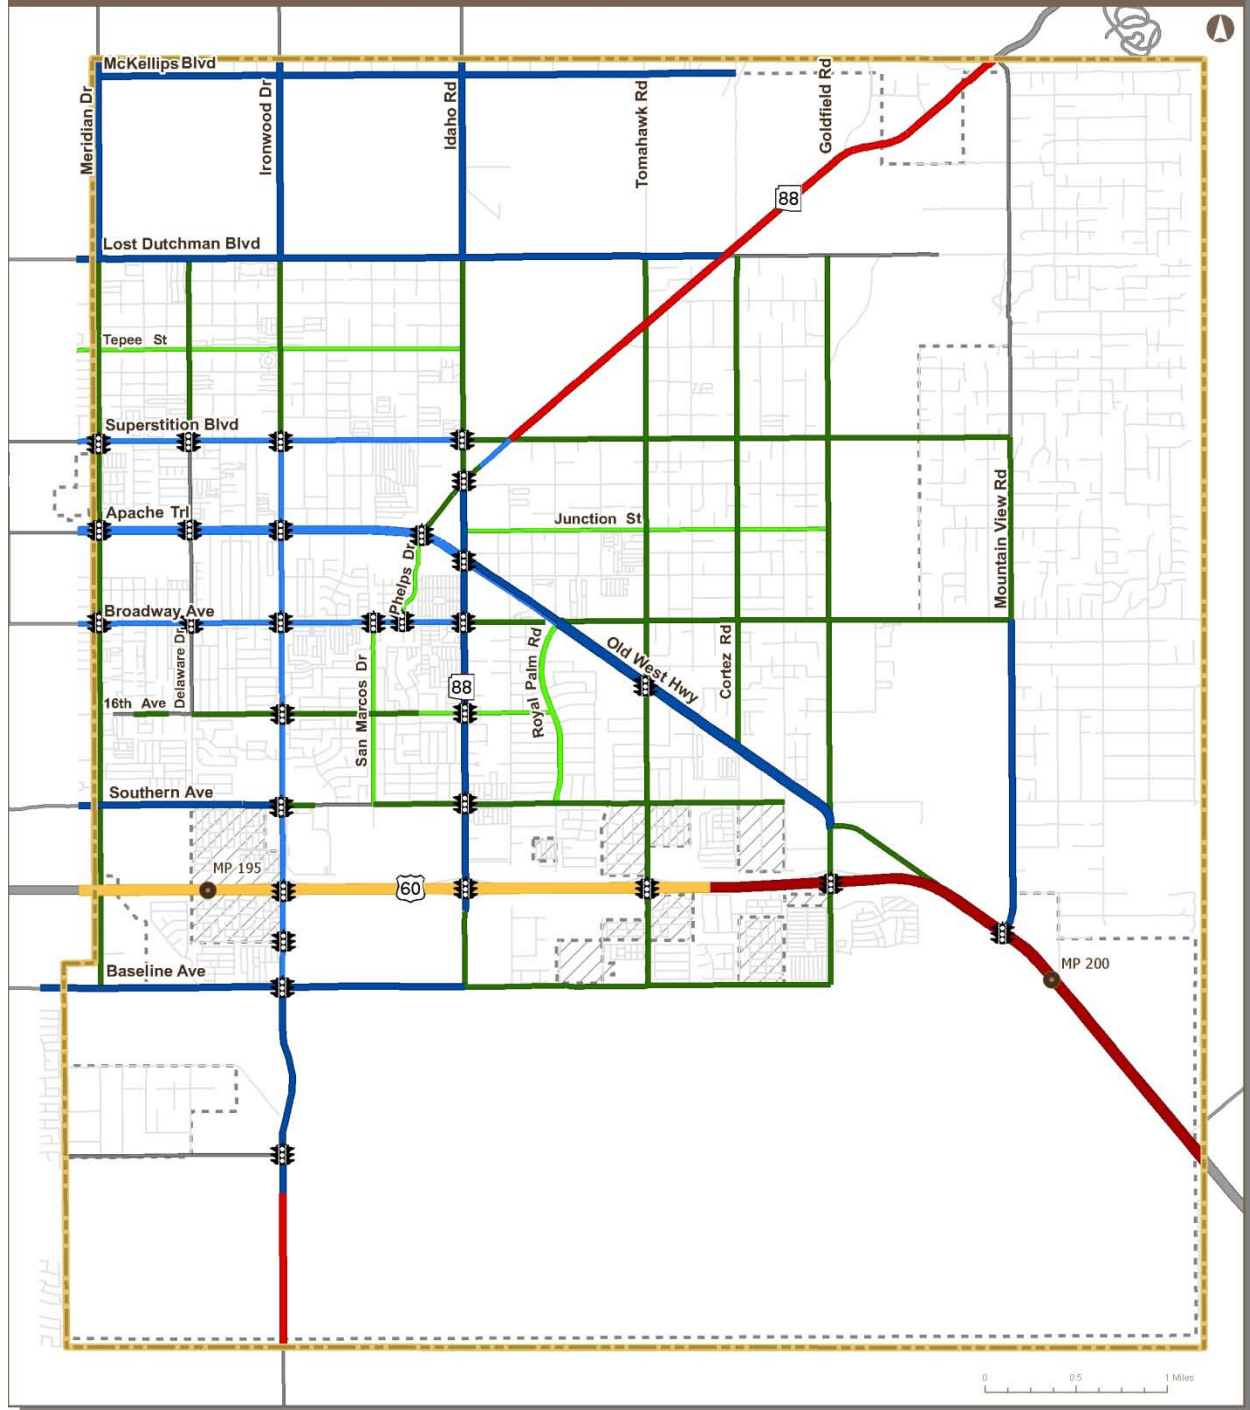 McKellips Blvd
Meridian Dr
Ironwood Dr
Idaho Rd
Tomahawk Rd
Goldfield Rd
88
Lost Dutchman Blvd
Tepee St
Superstition Blvd
Apache Trl
Junction St
Mountain View Rd
Phelps Dr
Broadway Ave
Delaware Dr
San Marcos Dr
Royal Palm Rd
Old West Hwy
Cortez Rd
88
16th Ave
Southern Ave
MP 195
60
Baseline Ave
MP 200
0 0.5 1 Miles